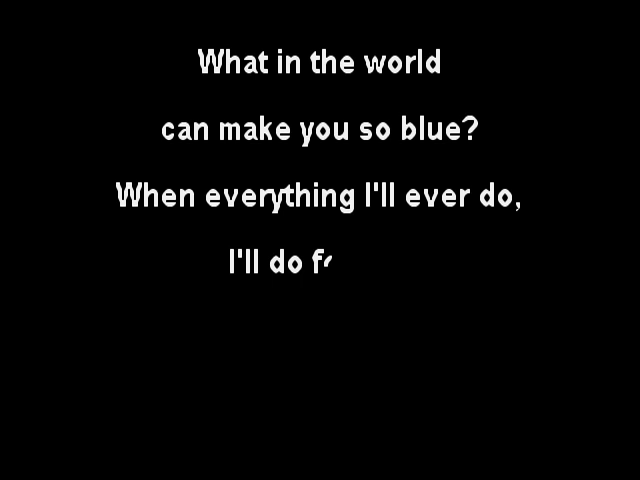 What in the world
can make you so blue?
When everything I'll ever do,
I'll do